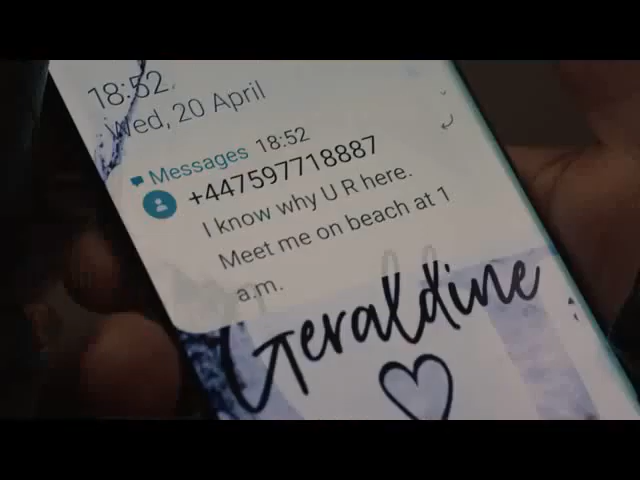 18:52
Wed, 20 April
Messages 18:52
+447597718887
I know why U R here.
Meet me on beach at 1
a.m.
Geraldine